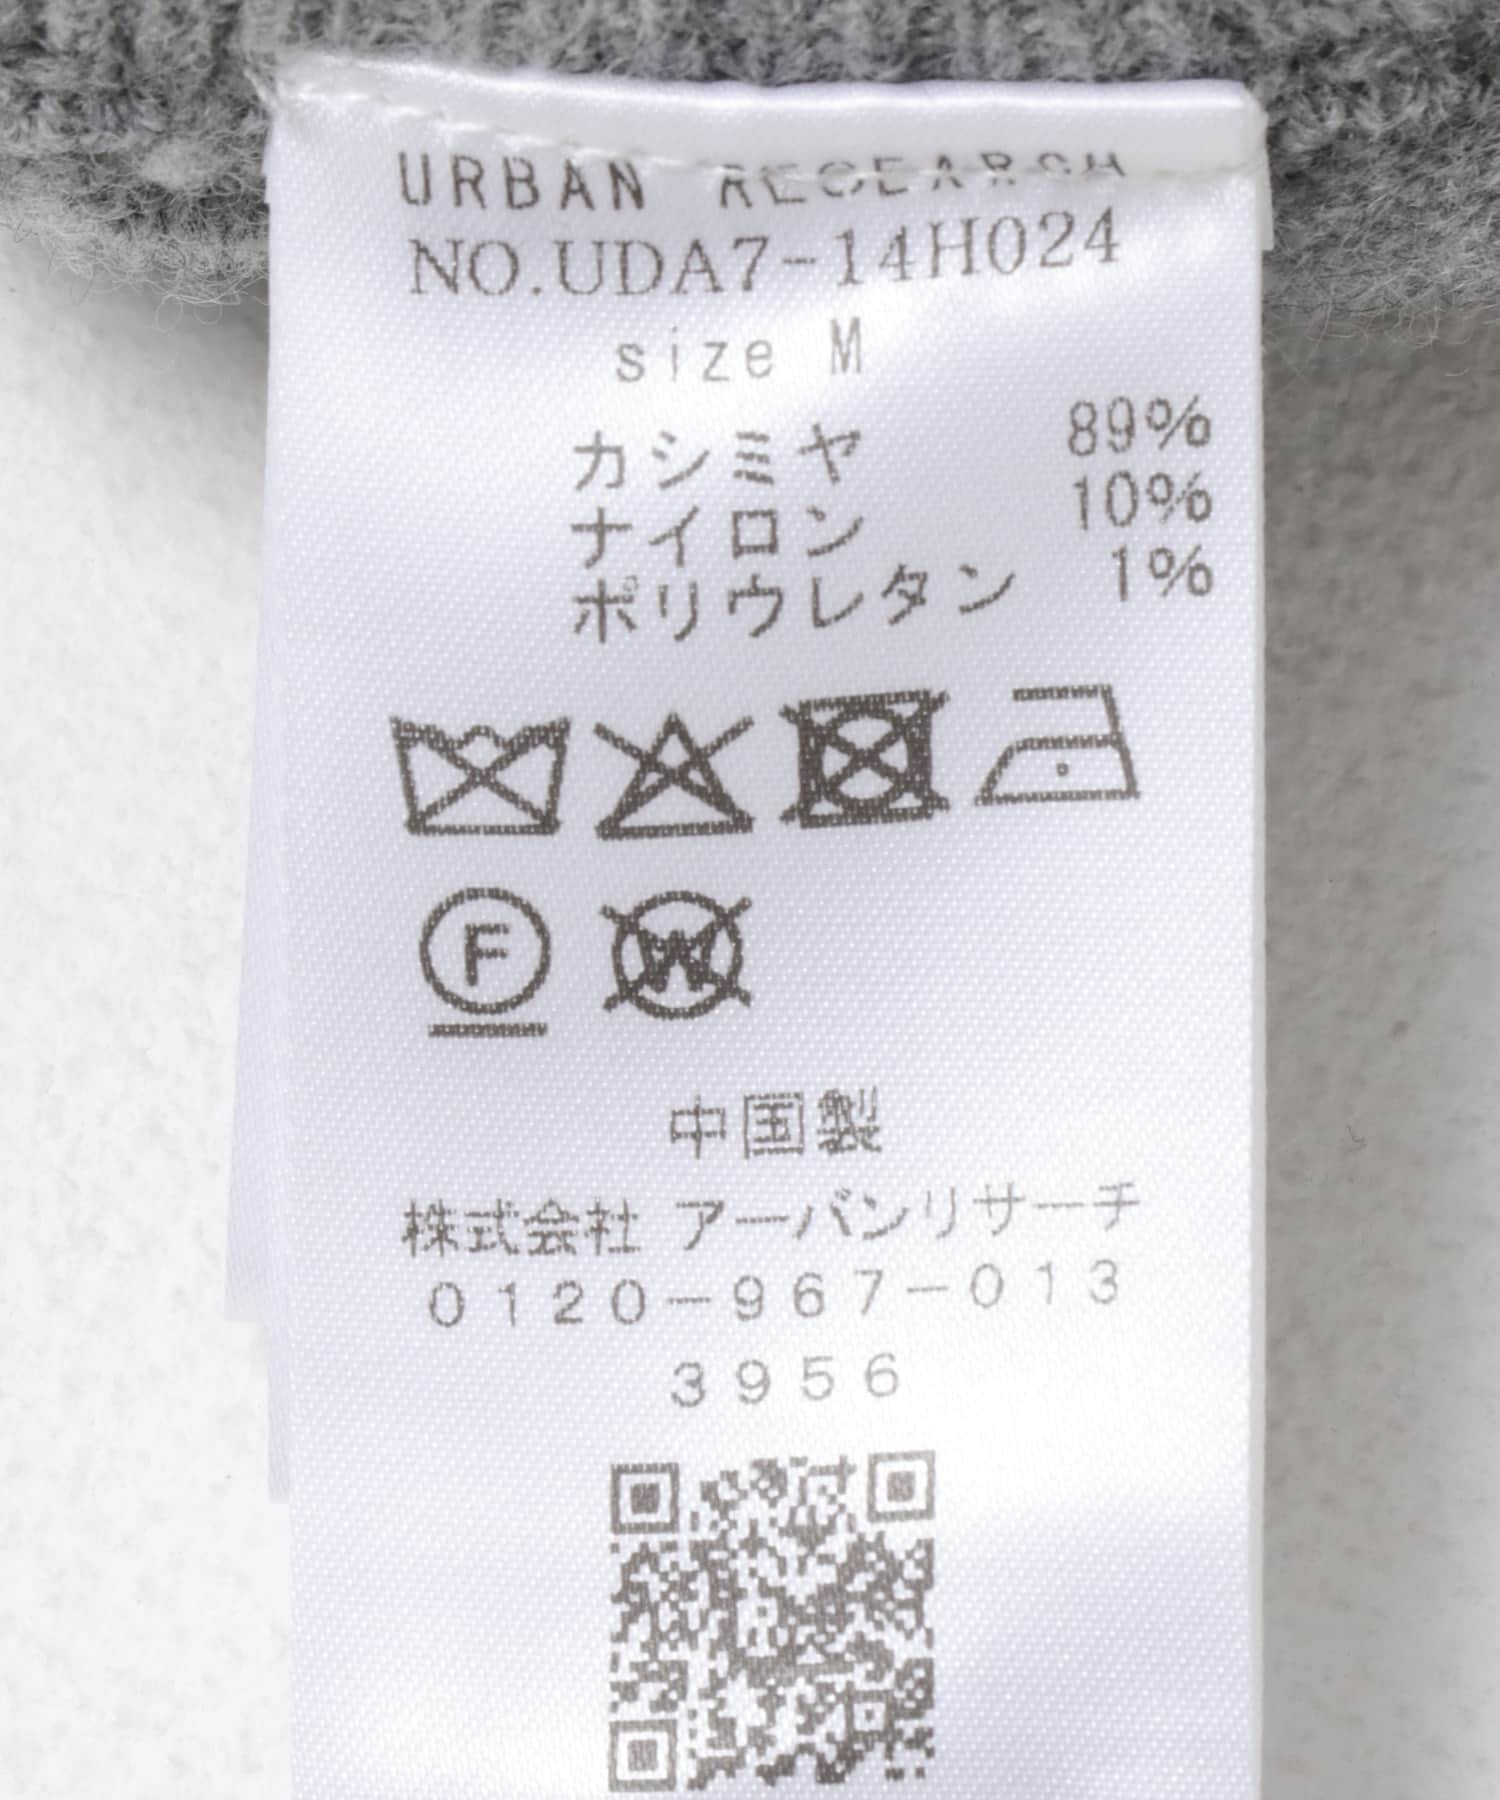 URBAN RESEARCH
NO.UDA7-14H024
size M
カシミヤ 89%
ナイロン 10%
ポリウレタン 1%
F W
中国製
株式会社 アーバンリサーチ
0120-967-013
3956